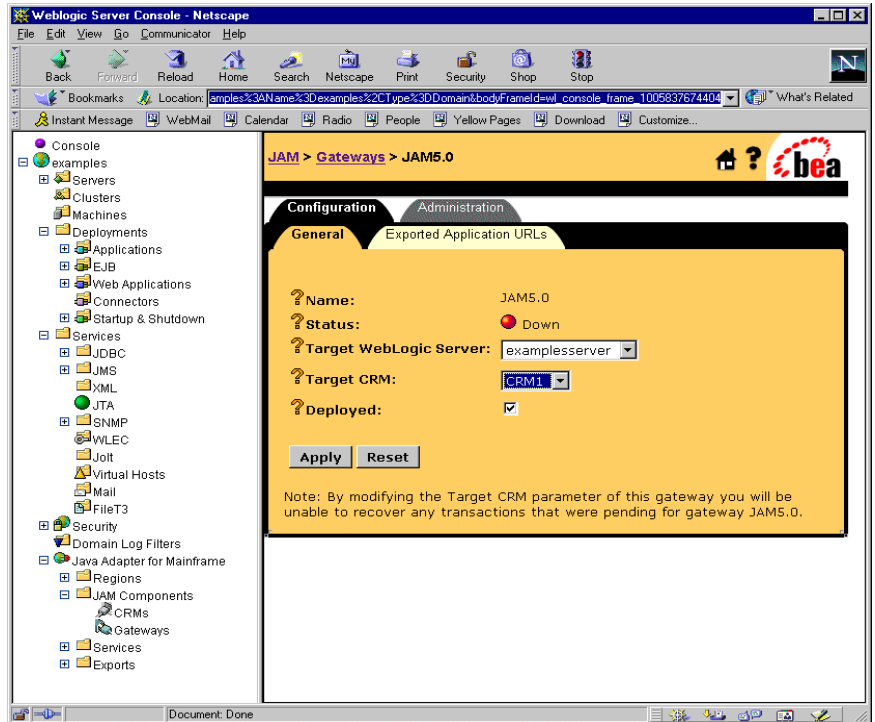 Weblogic Server Console - Netscape
File Edit View Go Communicator Help
Back Forward Reload Home Search Netscape Print Security Shop Stop
My
N
Bookmarks Location: amples%3AName%3Dexamples%2CType%3DDomain&bodyFrameId=wl_console_frame_1005837674404 What's Related
Instant Message WebMail Calendar Radio People Yellow Pages Download Customize...
Console
examples
Servers
Clusters
Machines
Deployments
Applications
EJB
Web Applications
Connectors
Startup & Shutdown
Services
JDBC
JMS
XML
JTA
SNMP
WLEC
Jolt
Virtual Hosts
Mail
FileT3
Security
Domain Log Filters
Java Adapter for Mainframe
Regions
JAM Components
CRMs
Gateways
Services
Exports
JAM > Gateways > JAM5.0
? bea
Configuration Administration
General Exported Application URLs
? Name: JAM5.0
? Status: Down
? Target WebLogic Server: examplesserver
? Target CRM: CRM1
? Deployed:
Apply Reset
Note: By modifying the Target CRM parameter of this gateway you will be
unable to recover any transactions that were pending for gateway JAM5.0.
Document: Done